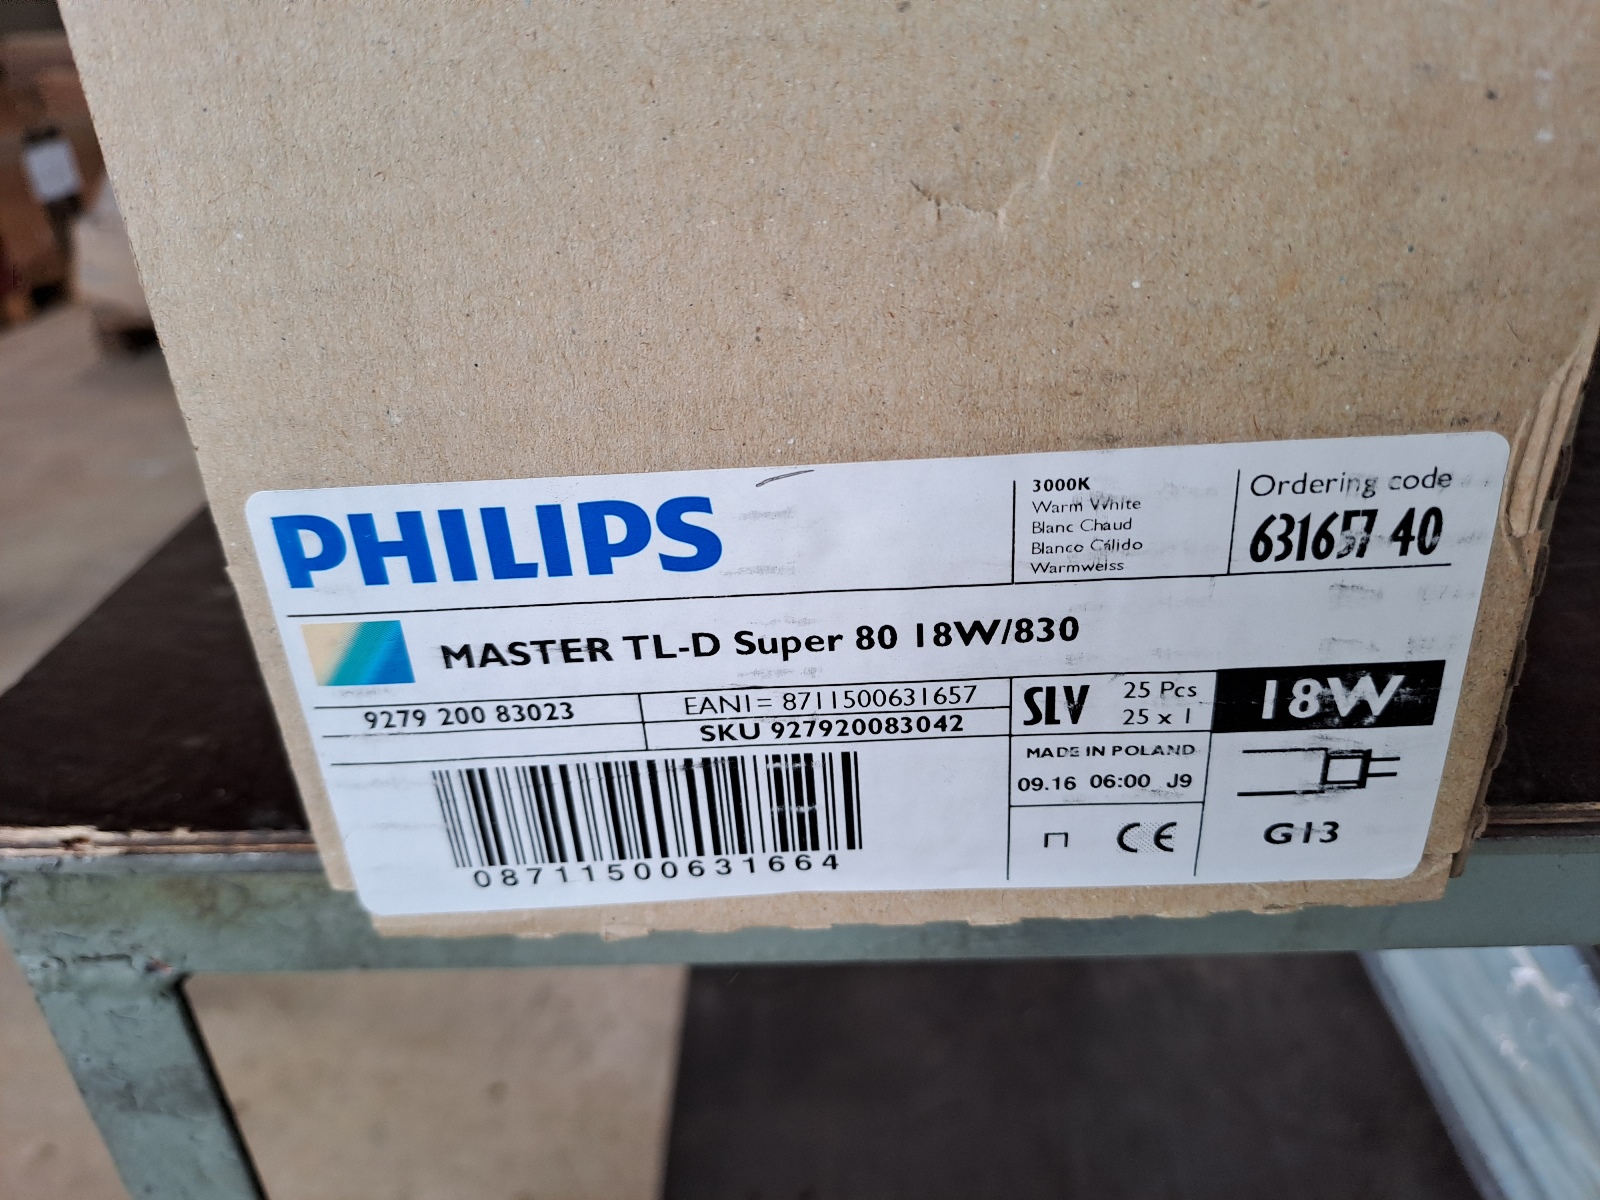 PHILIPS
3000K
Warm White
Blanc Chaud
Blanco Cálido
Warmweiss
Ordering code
631657 40
MASTER TL-D Super 80 18W/830
9279 200 83023
EAN1= 8711500631657
SKU 927920083042
SLV
25 Pcs
25 x 1
18W
MADE IN POLAND
09.16 06:00 J9
CE
G13
08711500631664